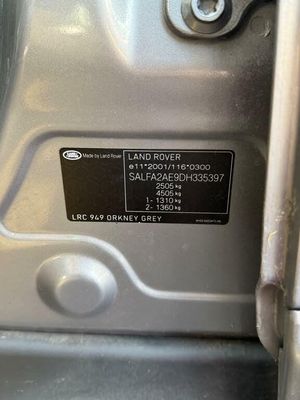 LAND ROVER
Made by Land Rover
LAND ROVER
e11*2001/116*0300
SALFA2AE9DH335397
2505 kg
4505 kg
1- 1310 kg
2- 1360 kg
LRC 949 ORKNEY GREY